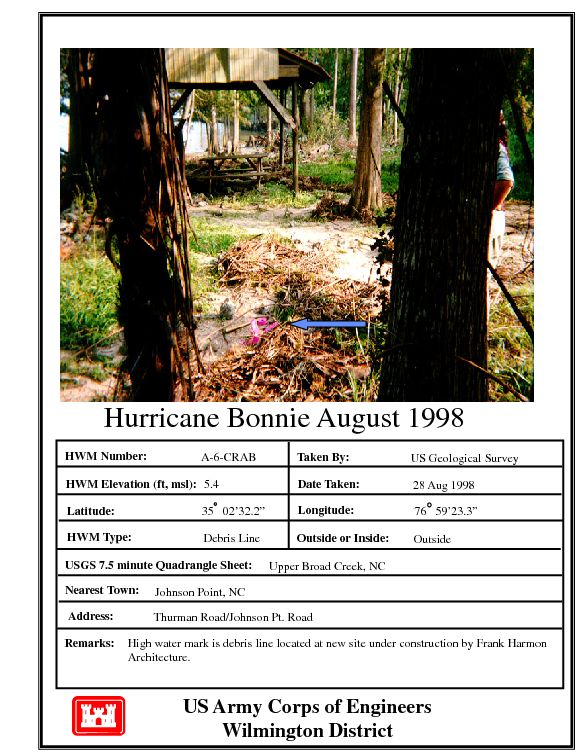 Hurricane Bonnie August 1998
HWM Number: A-6-CRAB Taken By: US Geological Survey
HWM Elevation (ft, msl): 5.4 Date Taken: 28 Aug 1998
Latitude: 35° 02’32.2” Longitude: 76° 59’23.3”
HWM Type: Debris Line Outside or Inside: Outside
USGS 7.5 minute Quadrangle Sheet: Upper Broad Creek, NC
Nearest Town: Johnson Point, NC
Address: Thurman Road/Johnson Pt. Road
Remarks: High water mark is debris line located at new site under construction by Frank Harmon
Architecture.
US Army Corps of Engineers
Wilmington District